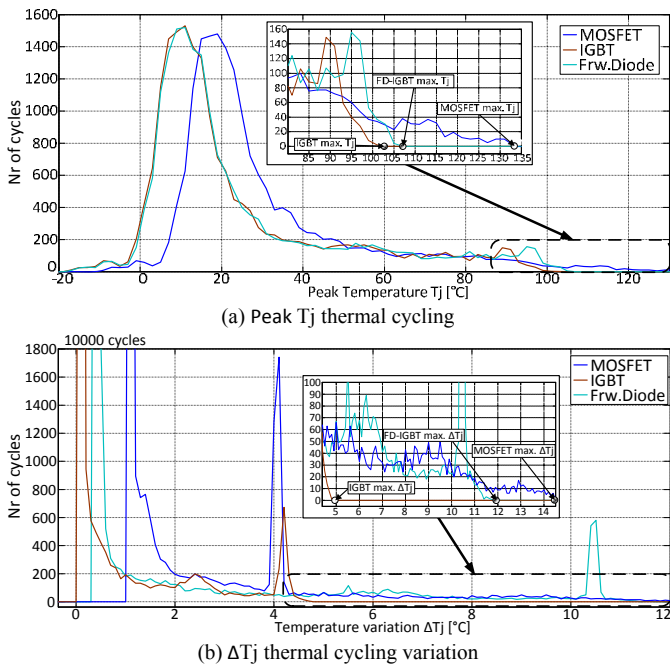 1600
1400
1200
1000
800
600
400
200
0
Nr of cycles
-20 0 20 40 60 80 100 120
Peak Temperature Tj [°C]
MOSFET
IGBT
Frw.Diode
160
140
120
100
80
60
40
20
0
FD-IGBT max. Tj
MOSFET max. Tj
IGBT max. Tj
85 90 95 100 105 110 115 120 125 130 135
(a) Peak Tj thermal cycling
10000 cycles
1800
1600
1400
1200
1000
800
600
400
200
0
Nr of cycles
0 2 4 6 8 10 12
Temerature variation ΔTj [°C]
MOSFET
IGBT
Frw.Diode
100
90
80
70
60
50
40
30
20
10
0
FD-IGBT max. ΔTj
MOSFET max. ΔTj
IGBT max. ΔTj
5 6 7 8 9 10 11 12 13 14
(b) ΔTj thermal cycling variation